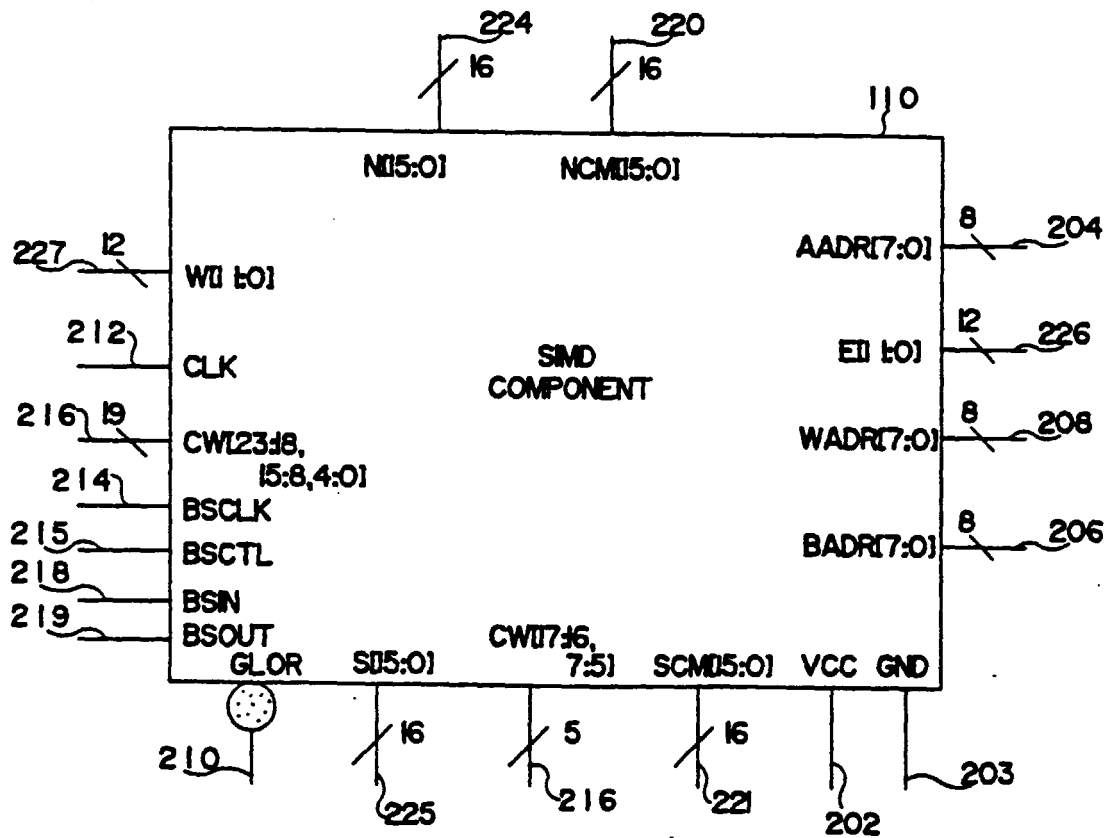 224
220
16
16
110
N[15:0]
NCM[15:0]
227
12
W[11:0]
AADR[7:0]
8
204
212
CLK
SIMD
COMPONENT
E[11:0]
12
226
216
19
CW[23:18,
15:8,4:0]
WADR[7:0]
8
208
214
BSCLK
215
BSCTL
BADR[7:0]
8
206
218
BSIN
219
BSOUT
GLOR
S[15:0]
CW[17:16,
7:5]
SCM[15:0]
VCC
GND
16
5
16
210
225
216
221
202
203